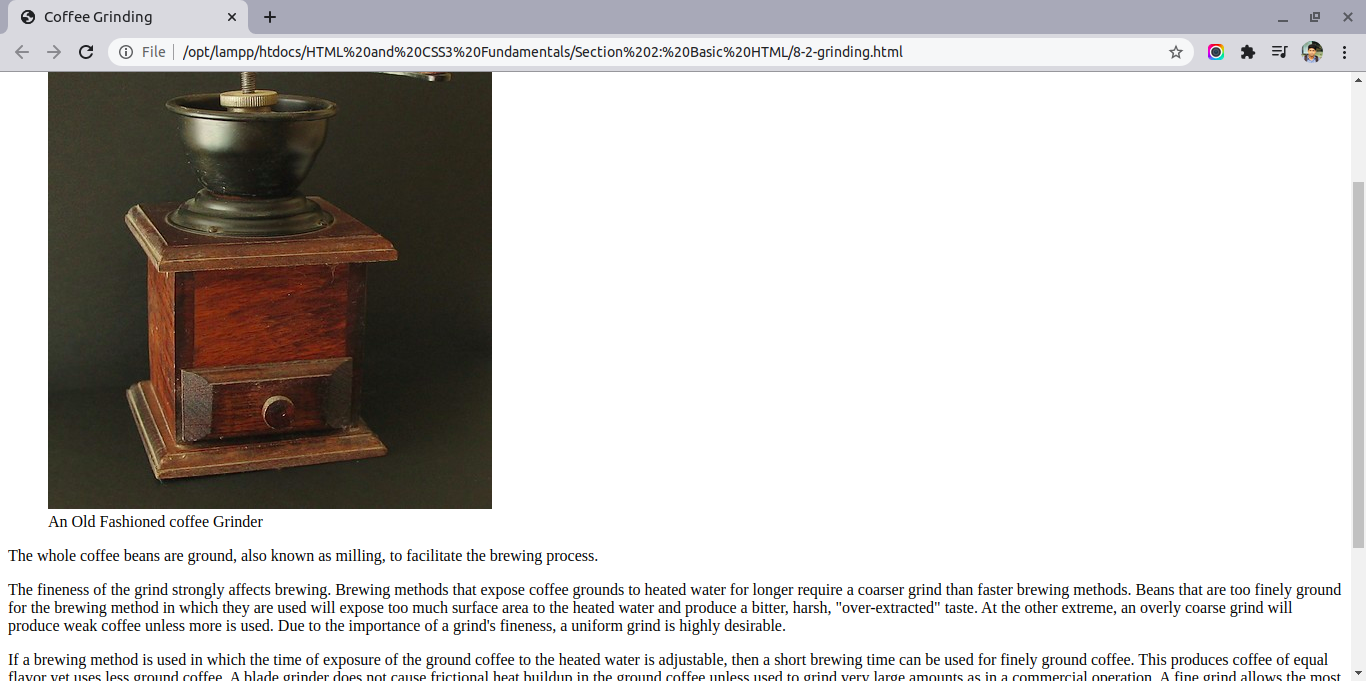 Coffee Grinding
File /opt/lampp/htdocs/HTML%20and%20CSS3%20Fundamentals/Section%202:%20Basic%20HTML/8-2-grinding.html
An Old Fashioned coffee Grinder
The whole coffee beans are ground, also known as milling, to facilitate the brewing process.
The fineness of the grind strongly affects brewing. Brewing methods that expose coffee grounds to heated water for longer require a coarser grind than faster brewing methods. Beans that are too finely ground
for the brewing method in which they are used will expose too much surface area to the heated water and produce a bitter, harsh, "over-extracted" taste. At the other extreme, an overly coarse grind will
produce weak coffee unless more is used. Due to the importance of a grind's fineness, a uniform grind is highly desirable.
If a brewing method is used in which the time of exposure of the ground coffee to the heated water is adjustable, then a short brewing time can be used for finely ground coffee. This produces coffee of equal
flavor yet uses less ground coffee. A blade grinder does not cause frictional heat buildup in the ground coffee unless used to grind very large amounts as in a commercial operation. A fine grind allows the most